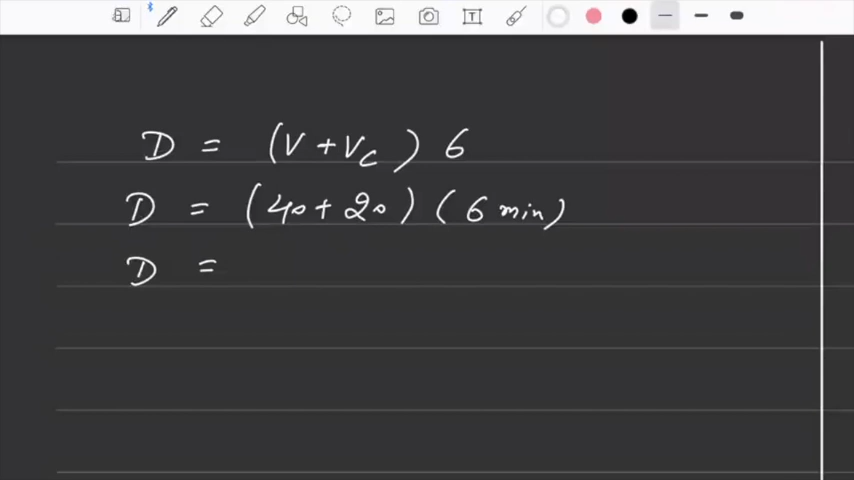 D = (V + Vc) 6
D = (40 + 20) (6 min)
D =